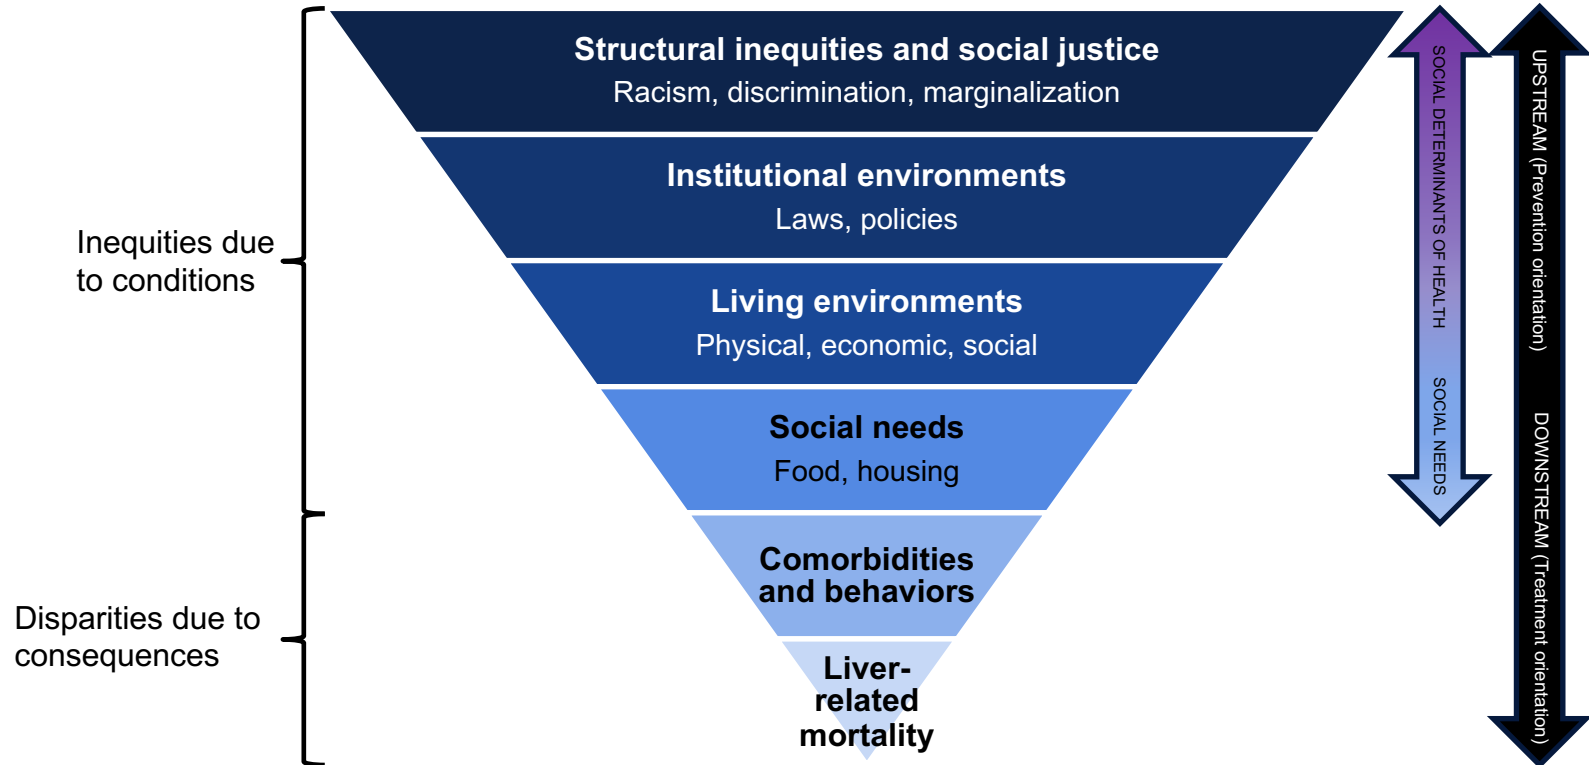 Structural inequities and social justice
Racism, discrimination, marginalization
Institutional environments
Laws, policies
Inequities due
to conditions
Living environments
Physical, economic, social
Social needs
Food, housing
Comorbidities
and behaviors
Disparities due to
consequences
Liver-
related
mortality
SOCIAL DETERMINANTS OF HEALTH
SOCIAL NEEDS
UPSTREAM (Prevention orientation)
DOWNSTREAM (Treatment orientation)